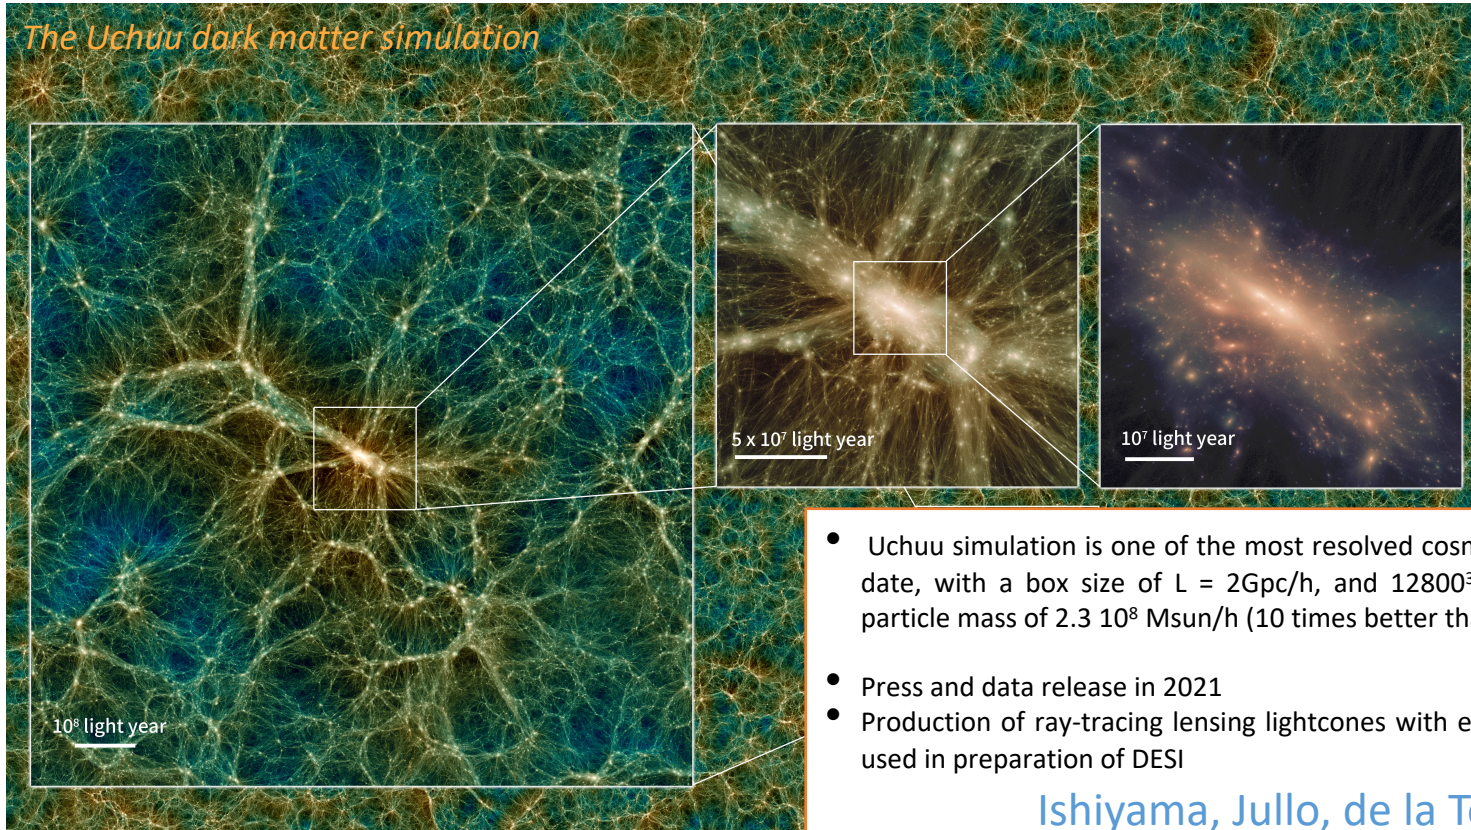 The Uchuu dark matter simulation
5 x 10⁷ light year
10⁷ light year
10⁸ light year
• Uchuu simulation is one of the most resolved
date, with a box size of L = 2Gpc/h, and 12800³
particle mass of 2.3 10⁸ Msun/h (10 times better
• Press and data release in 2021
• Production of ray-tracing lensing lightcones with
used in preparation of DESI
Ishiyama, Jullo, de la